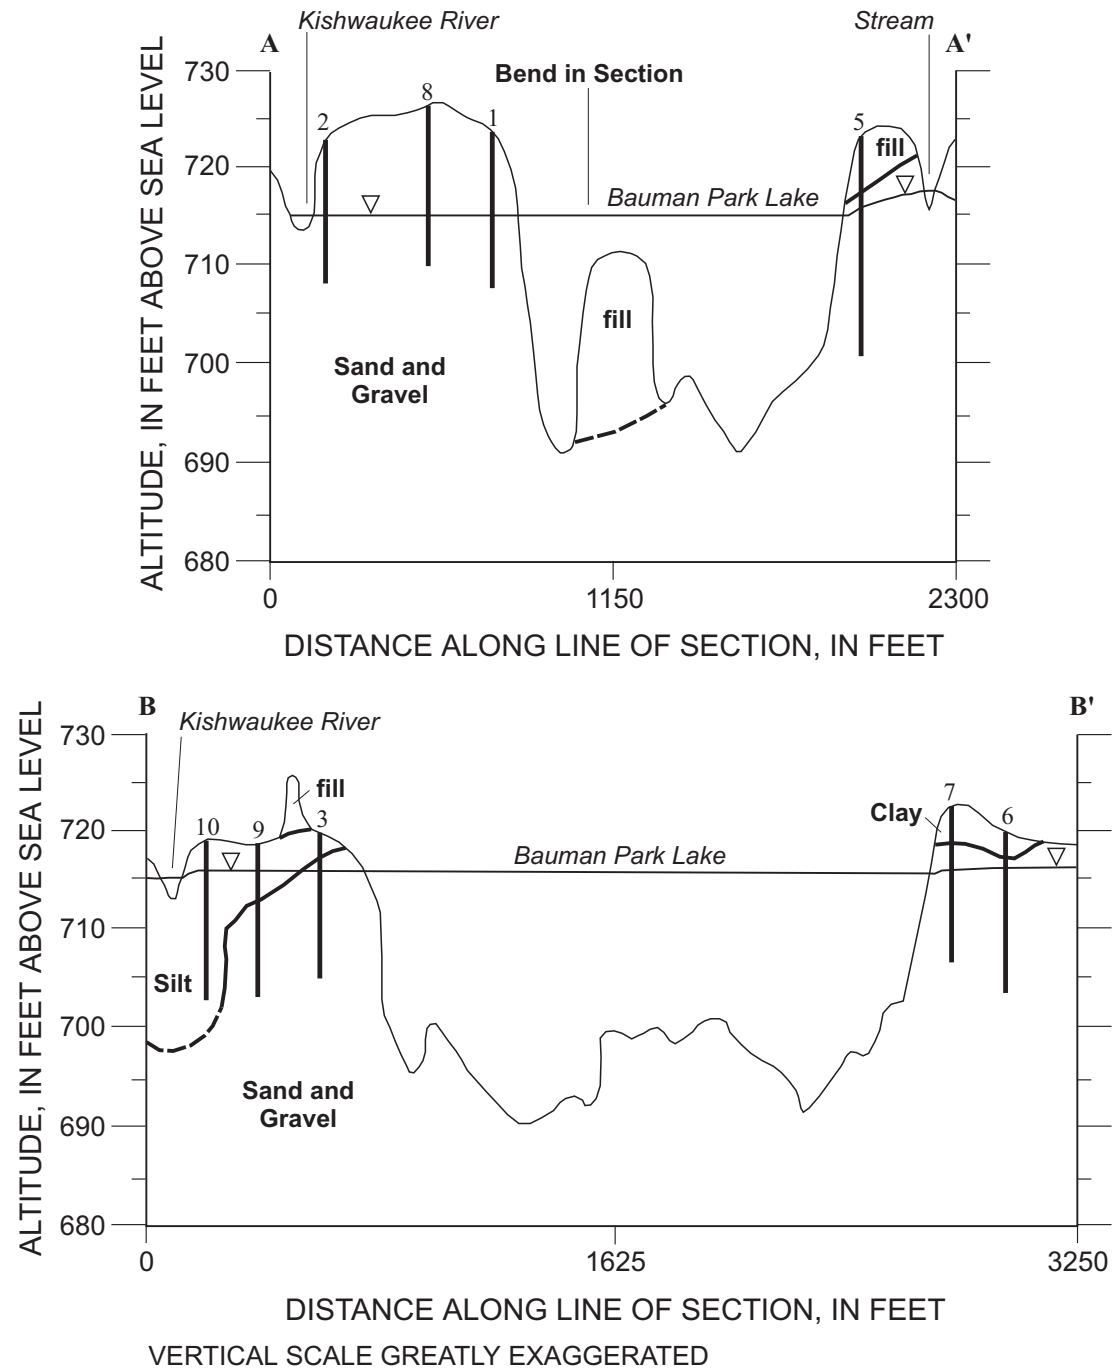 Kishwaukee River
Stream
A
A'
ALTITUDE, IN FEET ABOVE SEA LEVEL
730
720
710
700
690
680
Bend in Section
2
8
1
5
fill
Bauman Park Lake
fill
Sand and
Gravel
0
1150
2300
DISTANCE ALONG LINE OF SECTION, IN FEET
B
B'
Kishwaukee River
ALTITUDE, IN FEET ABOVE SEA LEVEL
730
720
710
700
690
680
fill
10
9
3
7
6
Clay
Bauman Park Lake
Silt
Sand and
Gravel
0
1625
3250
DISTANCE ALONG LINE OF SECTION, IN FEET
VERTICAL SCALE GREATLY EXAGGERATED